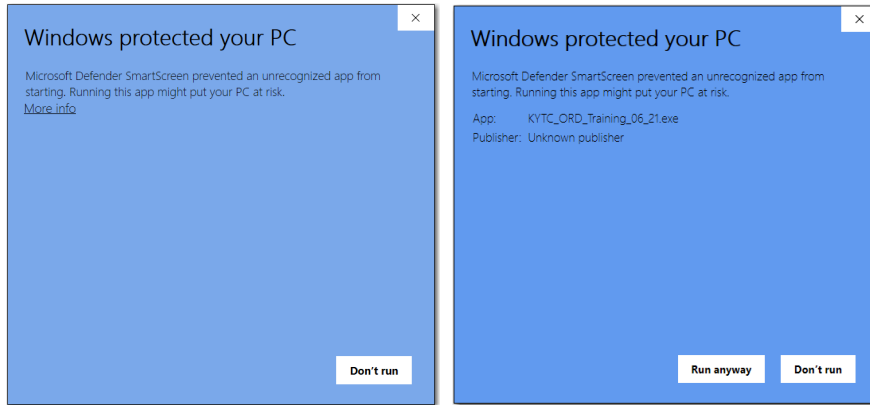 Windows protected your PC
Microsoft Defender SmartScreen prevented an unrecognized app from
starting. Running this app might put your PC at risk.
More info
Don't run
Windows protected your PC
Microsoft Defender SmartScreen prevented an unrecognized app from
starting. Running this app might put your PC at risk.
App: KYTC_ORD_Training_06_21.exe
Publisher: Unknown publisher
Run anyway Don't run